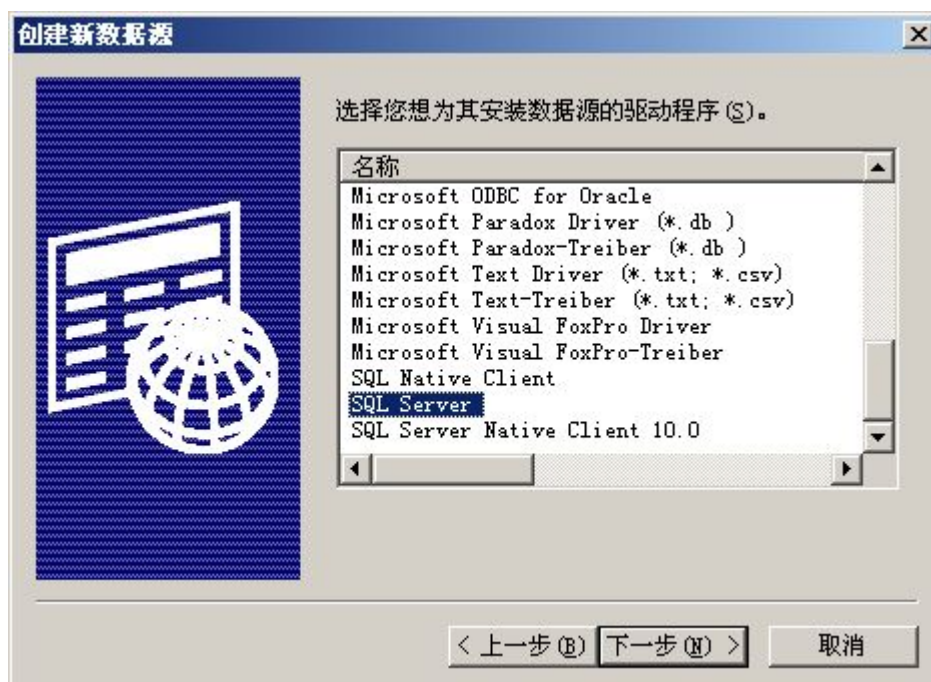 创建新数据源
选择您想为其安装数据源的驱动程序(S)。
名称
Microsoft ODBC for Oracle
Microsoft Paradox Driver (*.db )
Microsoft Paradox-Treiber (*.db )
Microsoft Text Driver (*.txt; *.csv)
Microsoft Text-Treiber (*.txt; *.csv)
Microsoft Visual FoxPro Driver
Microsoft Visual FoxPro-Treiber
SQL Native Client
SQL Server
SQL Server Native Client 10.0
< 上一步(B) 下一步(N) > 取消